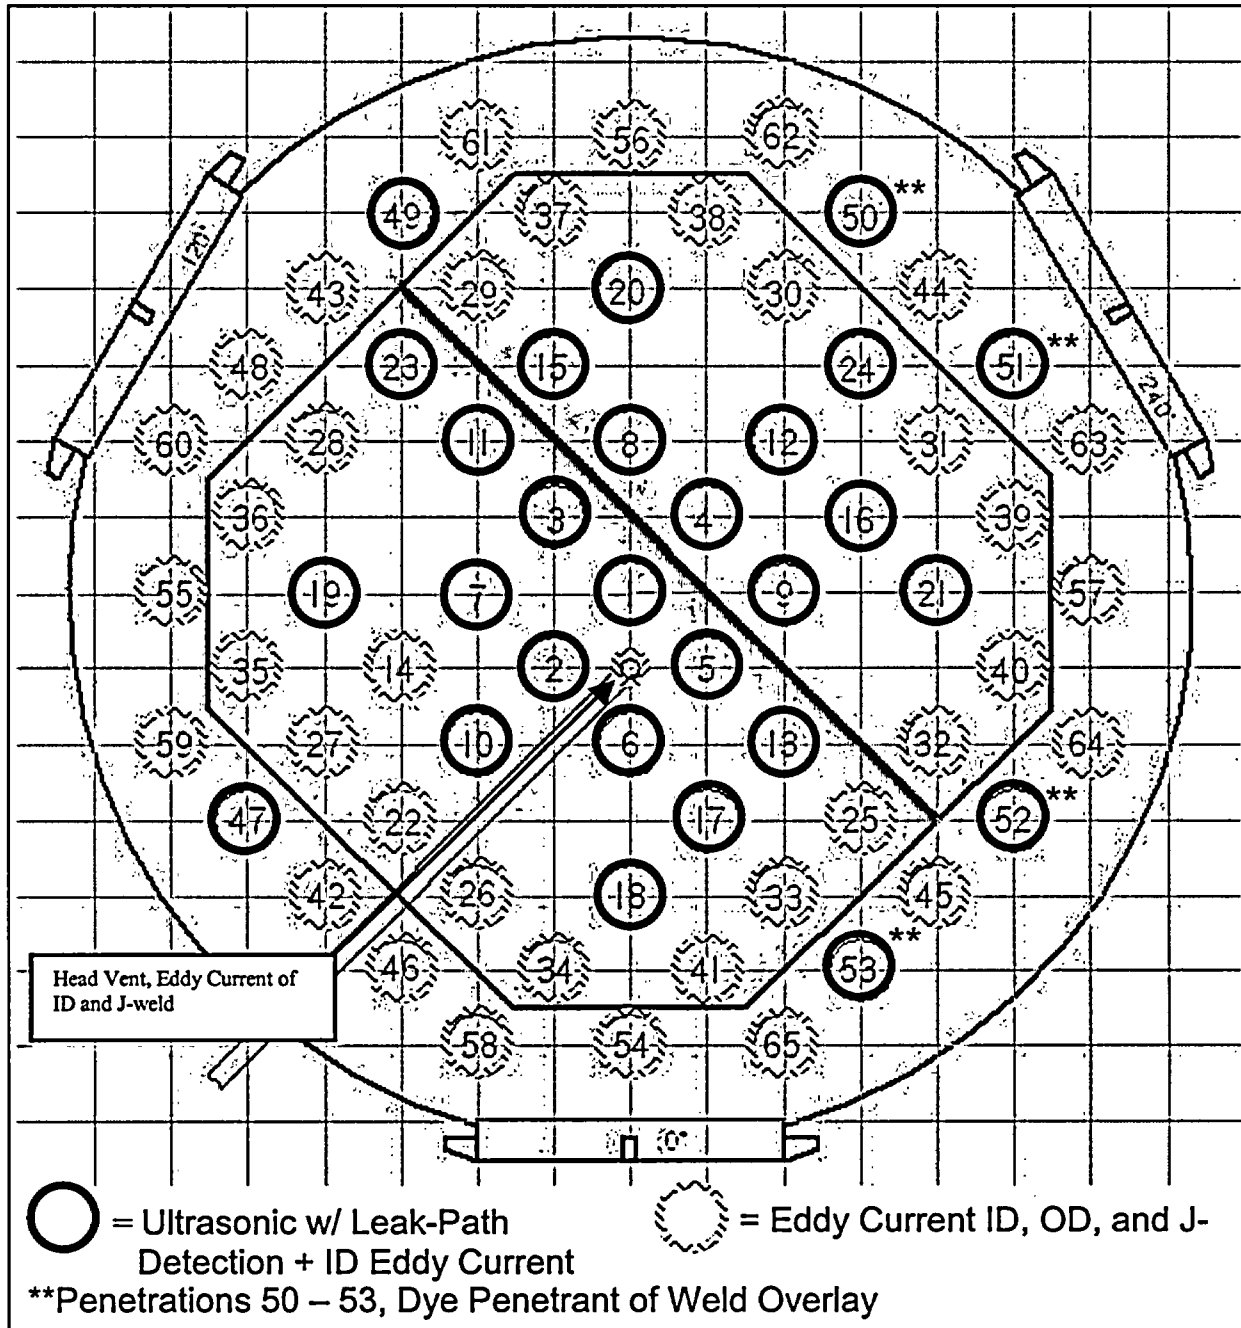 61 56 62
49 37 38 50**
43 29 20 30 44
120°
48 23 15 24 51**
240°
60 28 11 8 12 31 63
36 3 4 16 39
55 19 7 1 9 21 57
35 14 2 5 40
59 27 10 6 13 32 64
47 22 17 25 52**
42 26 18 33 45
46 34 41 53**
Head Vent, Eddy Current of
ID and J-weld
58 54 65
0°
= Ultrasonic w/ Leak-Path
Detection + ID Eddy Current
= Eddy Current ID, OD, and J-
**Penetrations 50 – 53, Dye Penetrant of Weld Overlay